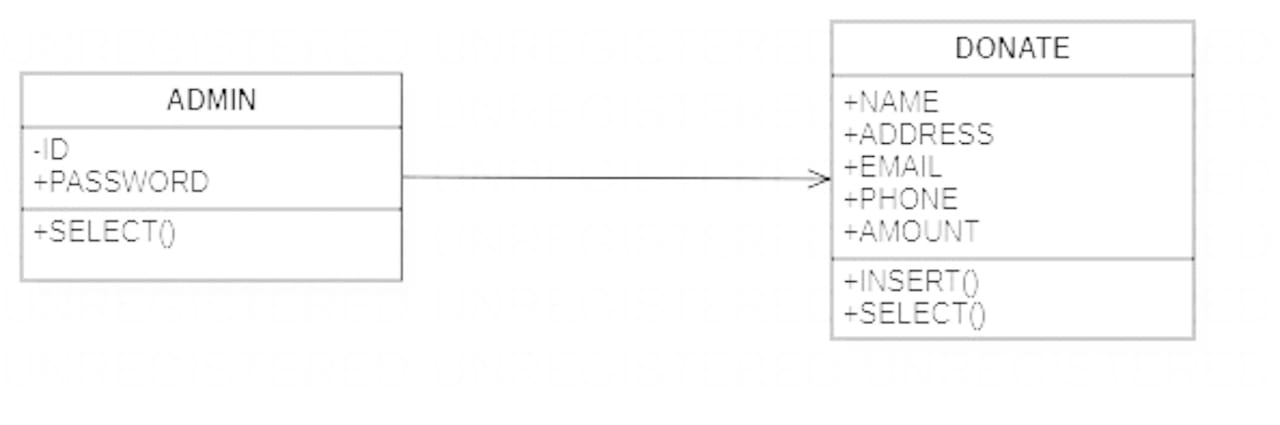 ADMIN
-ID
+PASSWORD
+SELECT()
DONATE
+NAME
+ADDRESS
+EMAIL
+PHONE
+AMOUNT
+INSERT()
+SELECT()